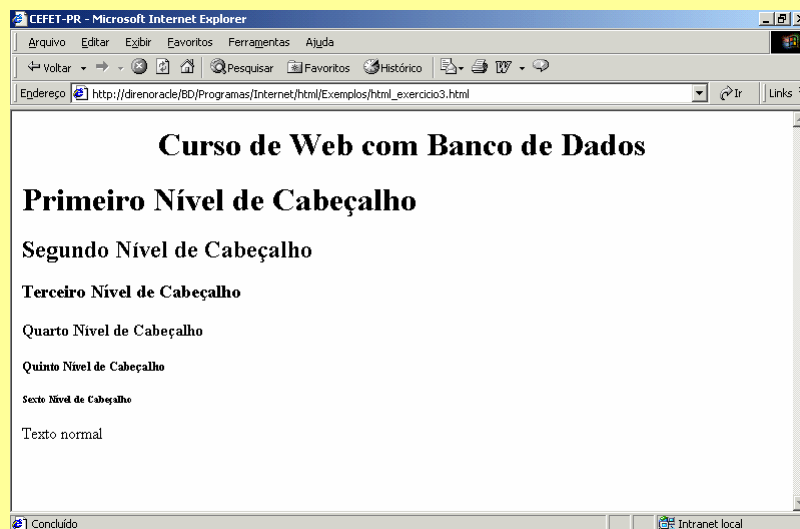 CEFET-PR - Microsoft Internet Explorer
Arquivo Editar Exibir Favoritos Ferramentas Ajuda
Voltar Pesquisar Favoritos Histórico
Endereço http://direnoracle/BD/Programas/Internet/html/Exemplos/html_exercicio3.html Ir Links
Curso de Web com Banco de Dados
Primeiro Nível de Cabeçalho
Segundo Nível de Cabeçalho
Terceiro Nível de Cabeçalho
Quarto Nível de Cabeçalho
Quinto Nível de Cabeçalho
Sexto Nível de Cabeçalho
Texto normal
Concluído Intranet local